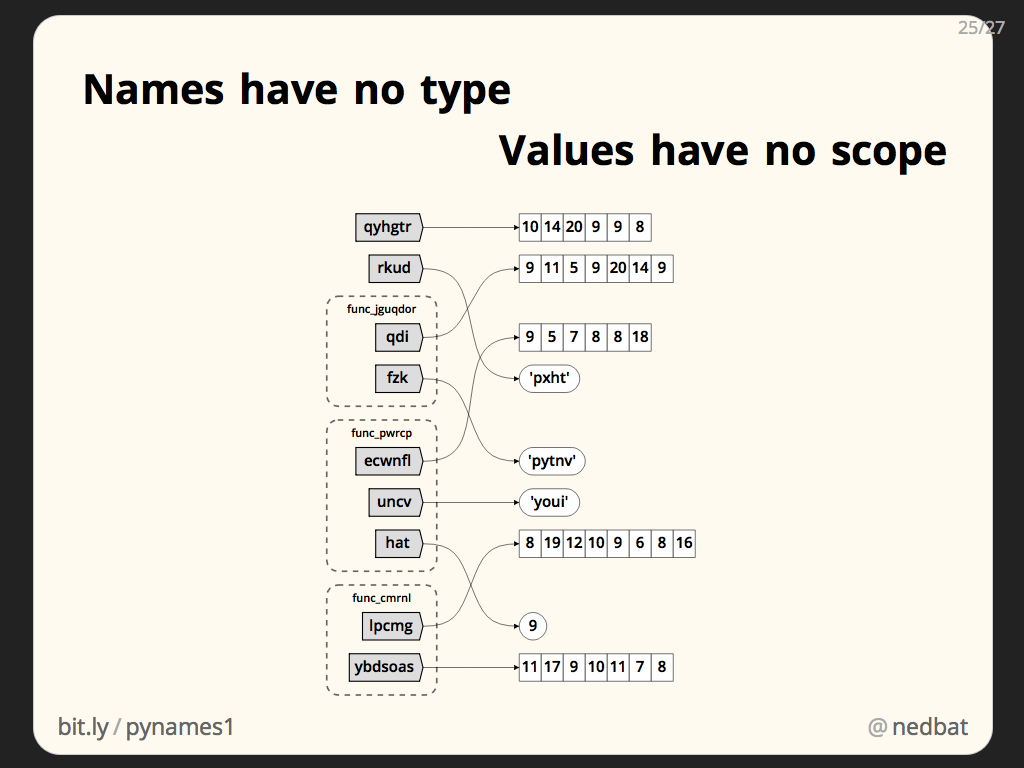 25/27
Names have no type
Values have no scope
qyhgtr 10 14 20 9 9 8
rkud 9 11 5 9 20 14 9
func_jguqdor
qdi 9 5 7 8 8 18
fzk 'pxht'
func_pwrcp
ecwnfl 'pytnv'
uncv 'youi'
hat 8 19 12 10 9 6 8 16
func_cmrnl
lpcmg 9
ybdsoas 11 17 9 10 11 7 8
bit.ly/pynames1 @nedbat